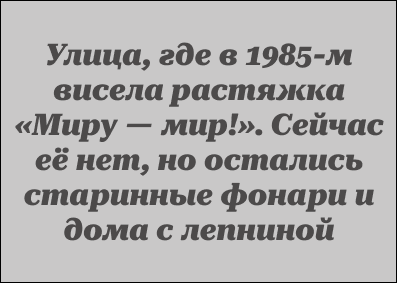 Улица, где в 1985-м
висела растяжка
«Миру — мир!». Сейчас
её нет, но остались
старинные фонари и
дома с лепниной